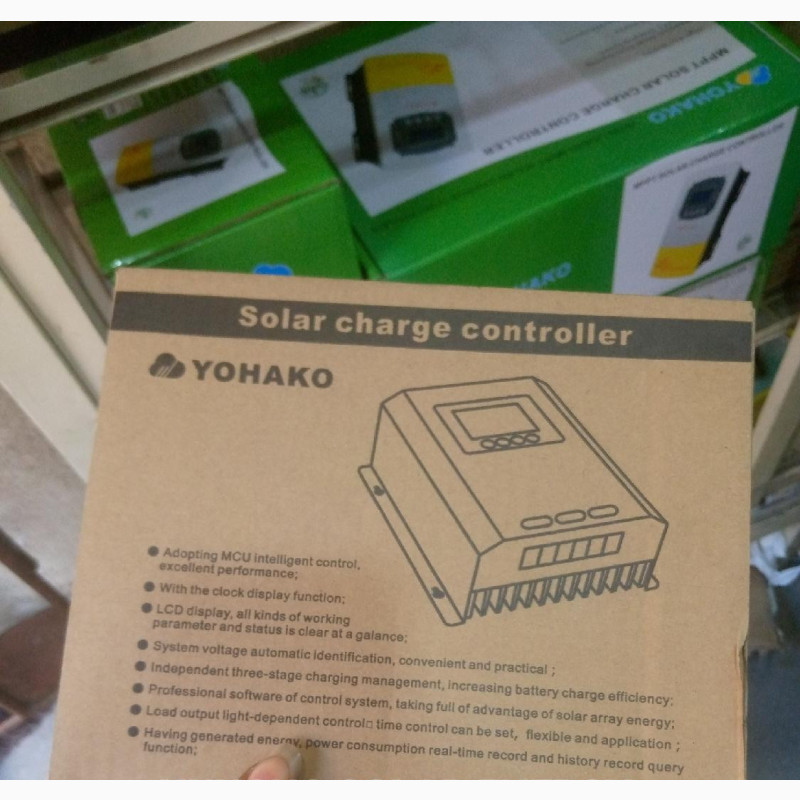 MPPT SOLAR CHARGE CONTROLLER
YOHAKO
YOHAKO
Solar charge controller
YOHAKO
● Adopting MCU intelligent control,
excellent performance;
● With the clock display function;
● LCD display, all kinds of working
parameter and status is clear at a galance;
● System voltage automatic identification, convenient and practical ;
● Independent three-stage charging management, increasing battery charge efficiency:
● Professional software of control system, taking full of advantage of solar array energy;
● Load output light-dependent control□ time control can be set, flexible and application ;
● Having generated energy, power consumption real-time record and history record query
function;